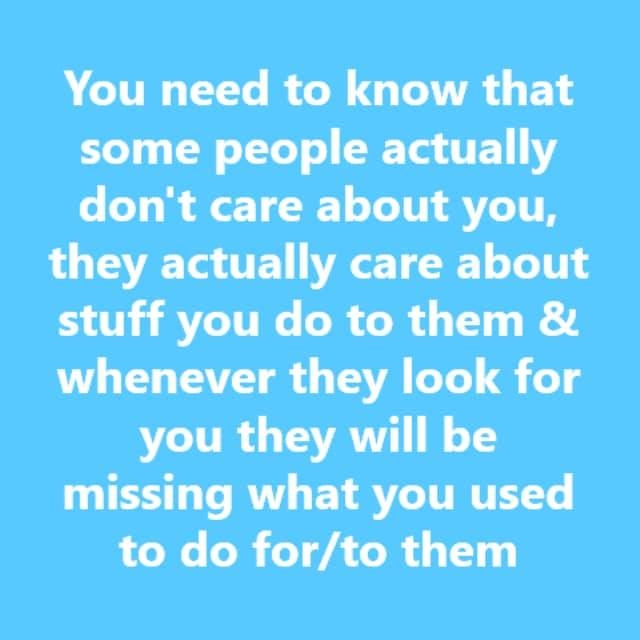 You need to know that
some people actually
don't care about you,
they actually care about
stuff you do to them &
whenever they look for
you they will be
missing what you used
to do for/to them